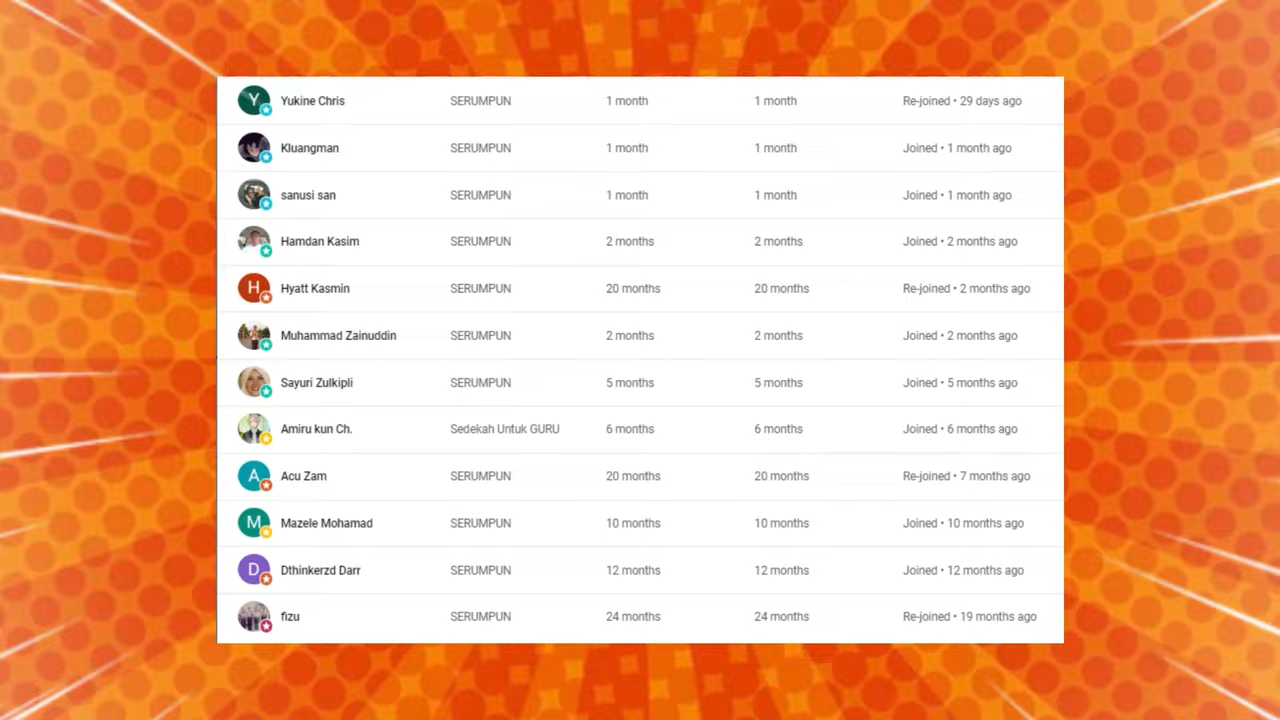 Y Yukine Chris SERUMPUN 1 month 1 month Re-joined • 29 days ago
Kluangman SERUMPUN 1 month 1 month Joined • 1 month ago
sanusi san SERUMPUN 1 month 1 month Joined • 1 month ago
Hamdan Kasim SERUMPUN 2 months 2 months Joined • 2 months ago
H Hyatt Kasmin SERUMPUN 20 months 20 months Re-joined • 2 months ago
Muhammad Zainuddin SERUMPUN 2 months 2 months Joined • 2 months ago
Sayuri Zulkipli SERUMPUN 5 months 5 months Joined • 5 months ago
Amiru kun Ch. Sedekah Untuk GURU 6 months 6 months Joined • 6 months ago
A Acu Zam SERUMPUN 20 months 20 months Re-joined • 7 months ago
M Mazele Mohamad SERUMPUN 10 months 10 months Joined • 10 months ago
D Dthinkerzd Darr SERUMPUN 12 months 12 months Joined • 12 months ago
fizu SERUMPUN 24 months 24 months Re-joined • 19 months ago